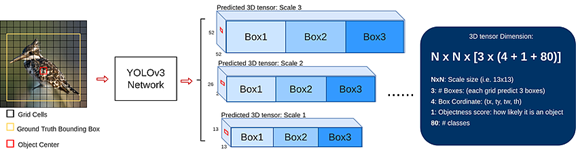 Grid Cells
Ground Truth Bounding Box
Object Center
YOLOv3
Network
Predicted 3D tensor: Scale 3
52
52
Box1
Box2
Box3
Predicted 3D tensor: Scale 2
26
26
Box1
Box2
Box3
Predicted 3D tensor: Scale 1
13
13
Box1
Box2
Box3
......
3D tensor Dimension:
N x N x [3 x (4 + 1 + 80)]
NxN: Scale size (i.e. 13x13)
3: # Boxes: (each grid predict 3 boxes)
4: Box Cordinate: (tx, ty, tw, th)
1: Objectness score: how likely it is an object
80: # classes